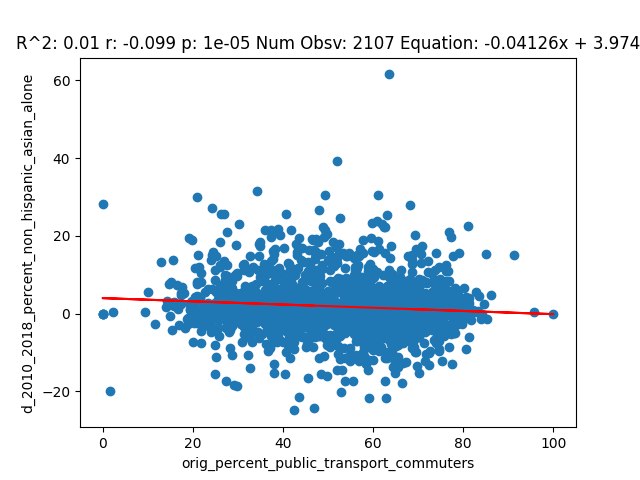 R^2: 0.01 r: -0.099 p: 1e-05 Num Obsv: 2107 Equation: -0.04126x + 3.974
d_2010_2018_percent_non_hispanic_asian_alone
60
40
20
0
−20
0 20 40 60 80 100
orig_percent_public_transport_commuters